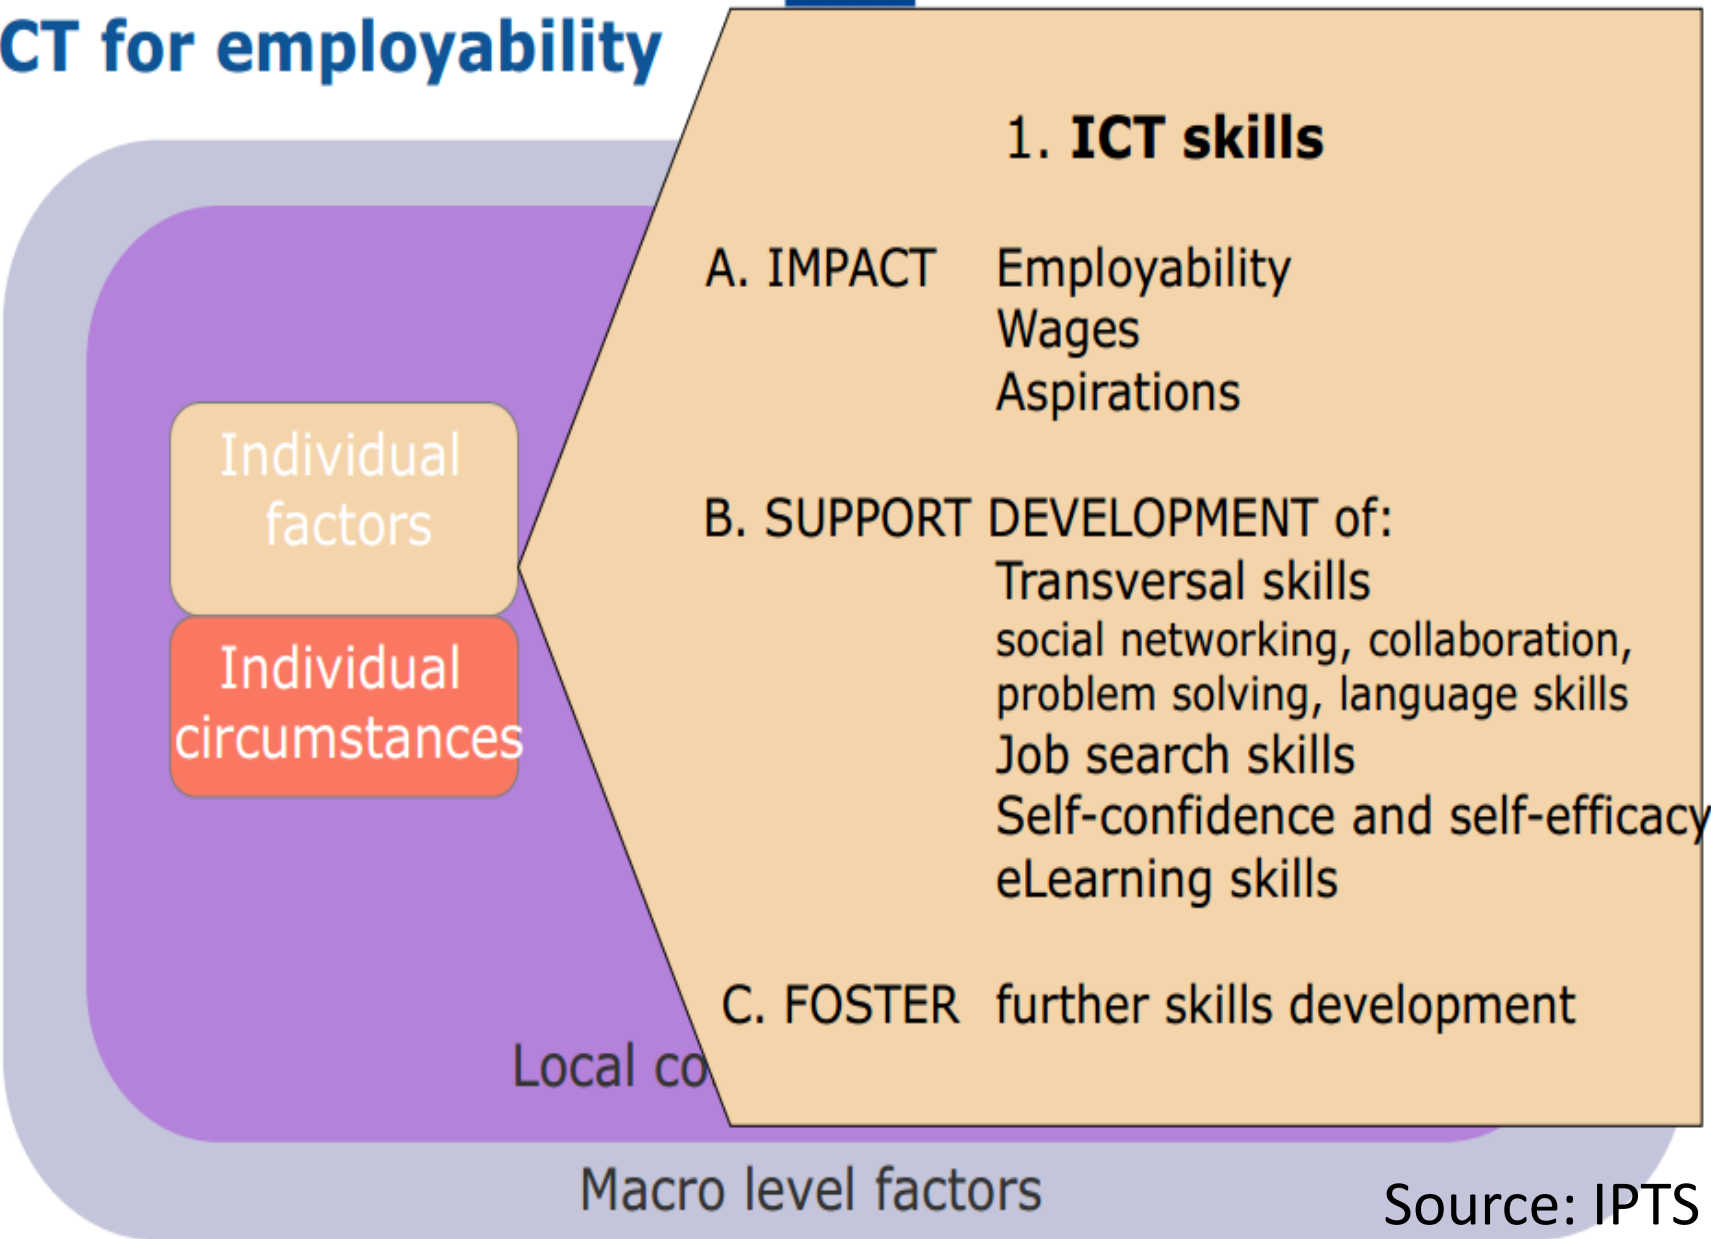 CT for employability
1. ICT skills
A. IMPACT Employability
Wages
Aspirations
B. SUPPORT DEVELOPMENT of:
Transversal skills
social networking, collaboration,
problem solving, language skills
Job search skills
Self-confidence and self-efficacy
eLearning skills
C. FOSTER further skills development
Individual
factors
Individual
circumstances
Local co
Macro level factors
Source: IPTS